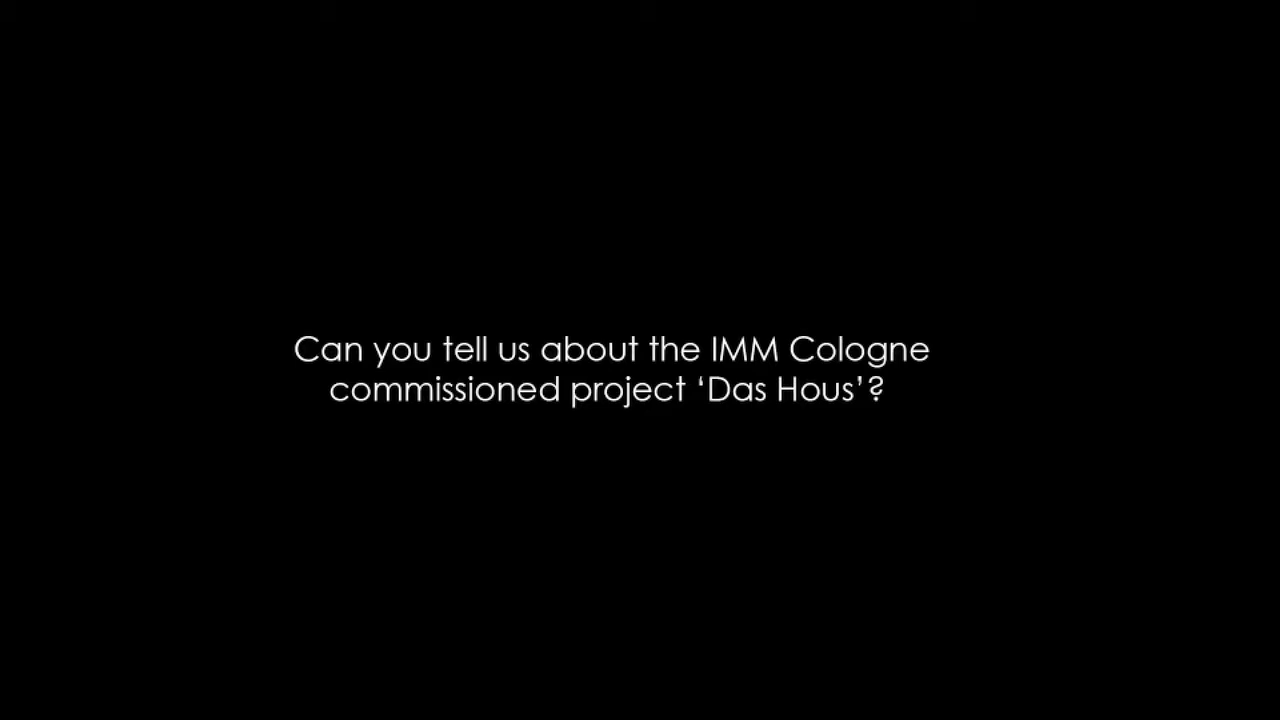 Can you tell us about the IMM Cologne
commissioned project ‘Das Hous’?